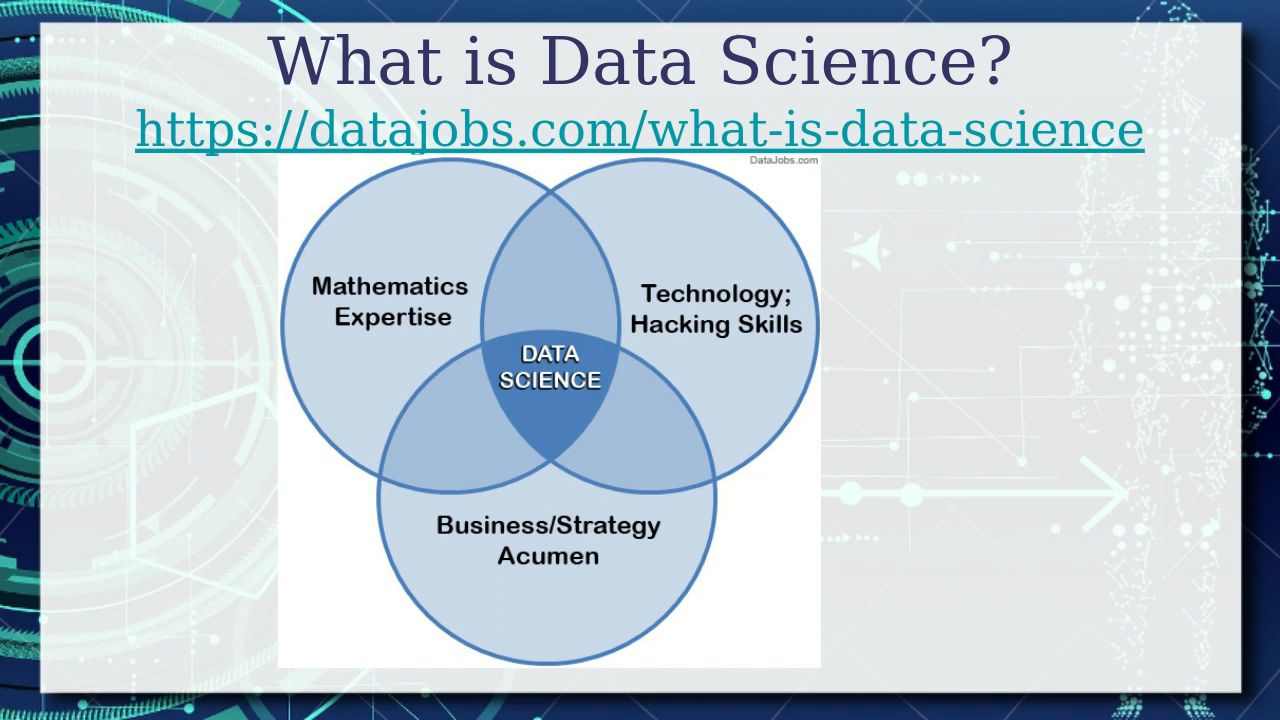 What is Data Science?
https://datajobs.com/what-is-data-science
DataJobs.com
Mathematics
Expertise
Technology;
Hacking Skills
DATA
SCIENCE
Business/Strategy
Acumen